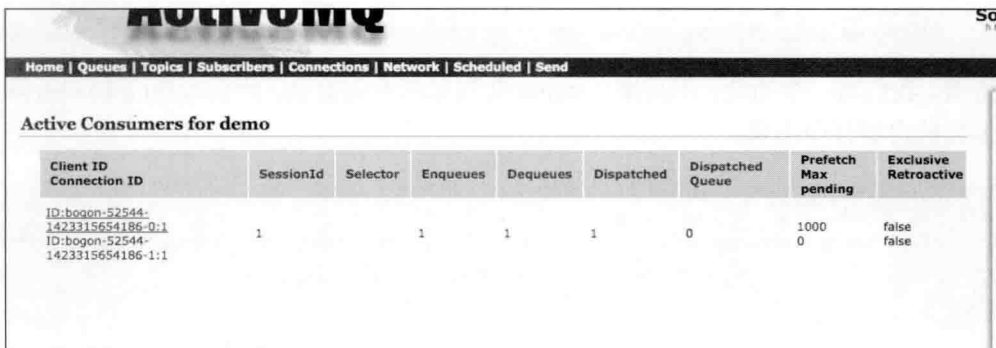 ActiveMQ
So
Home | Queues | Topics | Subscribers | Connections | Network | Scheduled | Send
Active Consumers for demo
Client ID
Connection ID
SessionId Selector Enqueues Dequeues Dispatched Dispatched Queue Prefetch Max pending Exclusive Retroactive
ID:bogon-52544-
1423315654186-0:1
ID:bogon-52544-
1423315654186-1:1
1 1 1 1 0
1000 false
0 false